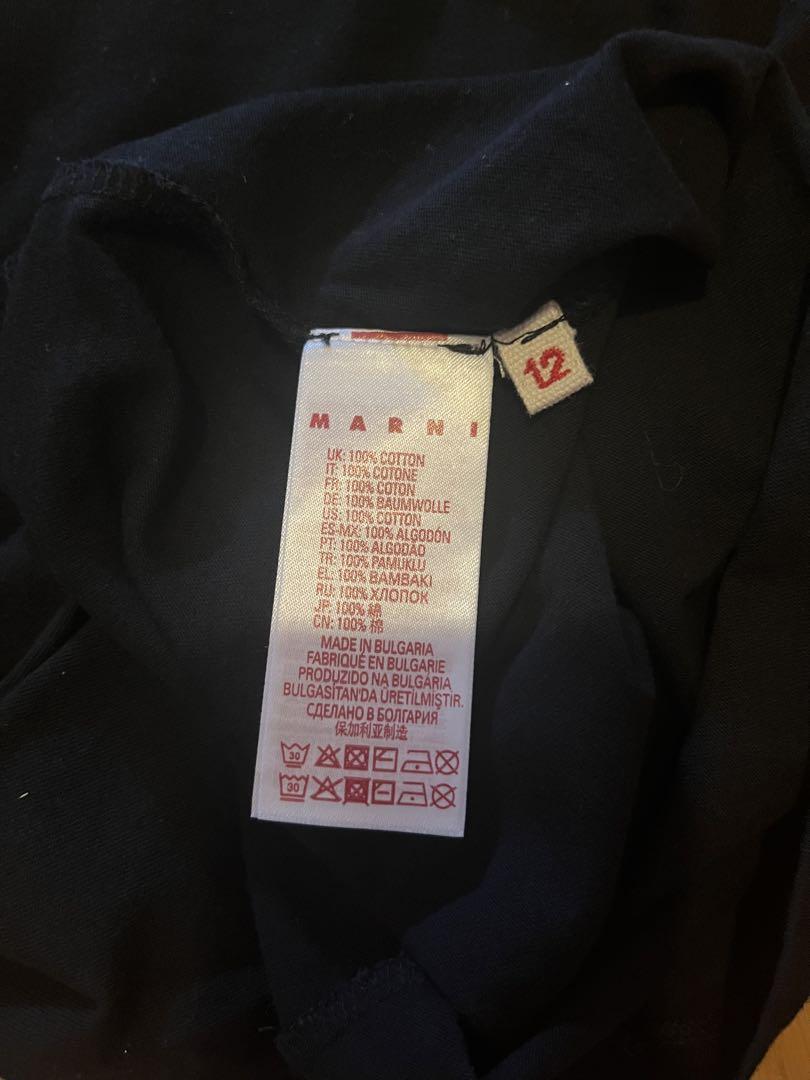 12
MARNI
UK: 100% COTTON
IT: 100% COTONE
FR: 100% COTON
DE: 100% BAUMWOLLE
US: 100% COTTON
ES-MX: 100% ALGODÓN
PT: 100% ALGODAO
TR: 100% PAMUKLU
EL: 100% BAMBAKI
RU: 100% ХЛОПОК
JP: 100% 綿
CN: 100% 棉
MADE IN BULGARIA
FABRIQUÉ EN BULGARIE
PRODUZIDO NA BULGÁRIA
BULGASİTAN'DA ÜRETİLMİŞTİR.
СДЕЛАНО В БОЛГАРИЯ
保加利亚制造
30
30